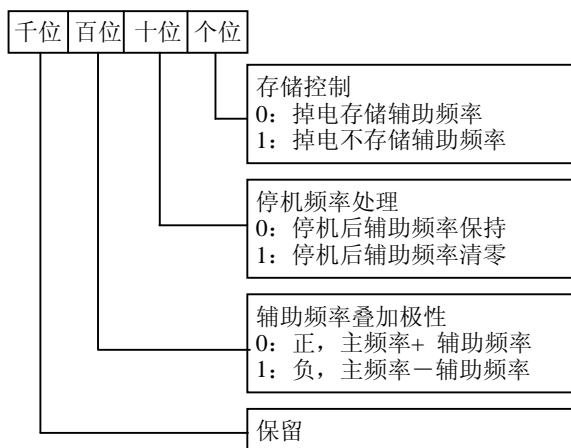 千位 百位 十位 个位
存储控制
0：掉电存储辅助频率
1：掉电不存储辅助频率
停机频率处理
0：停机后辅助频率保持
1：停机后辅助频率清零
辅助频率叠加极性
0：正，主频率+ 辅助频率
1：负，主频率－辅助频率
保留